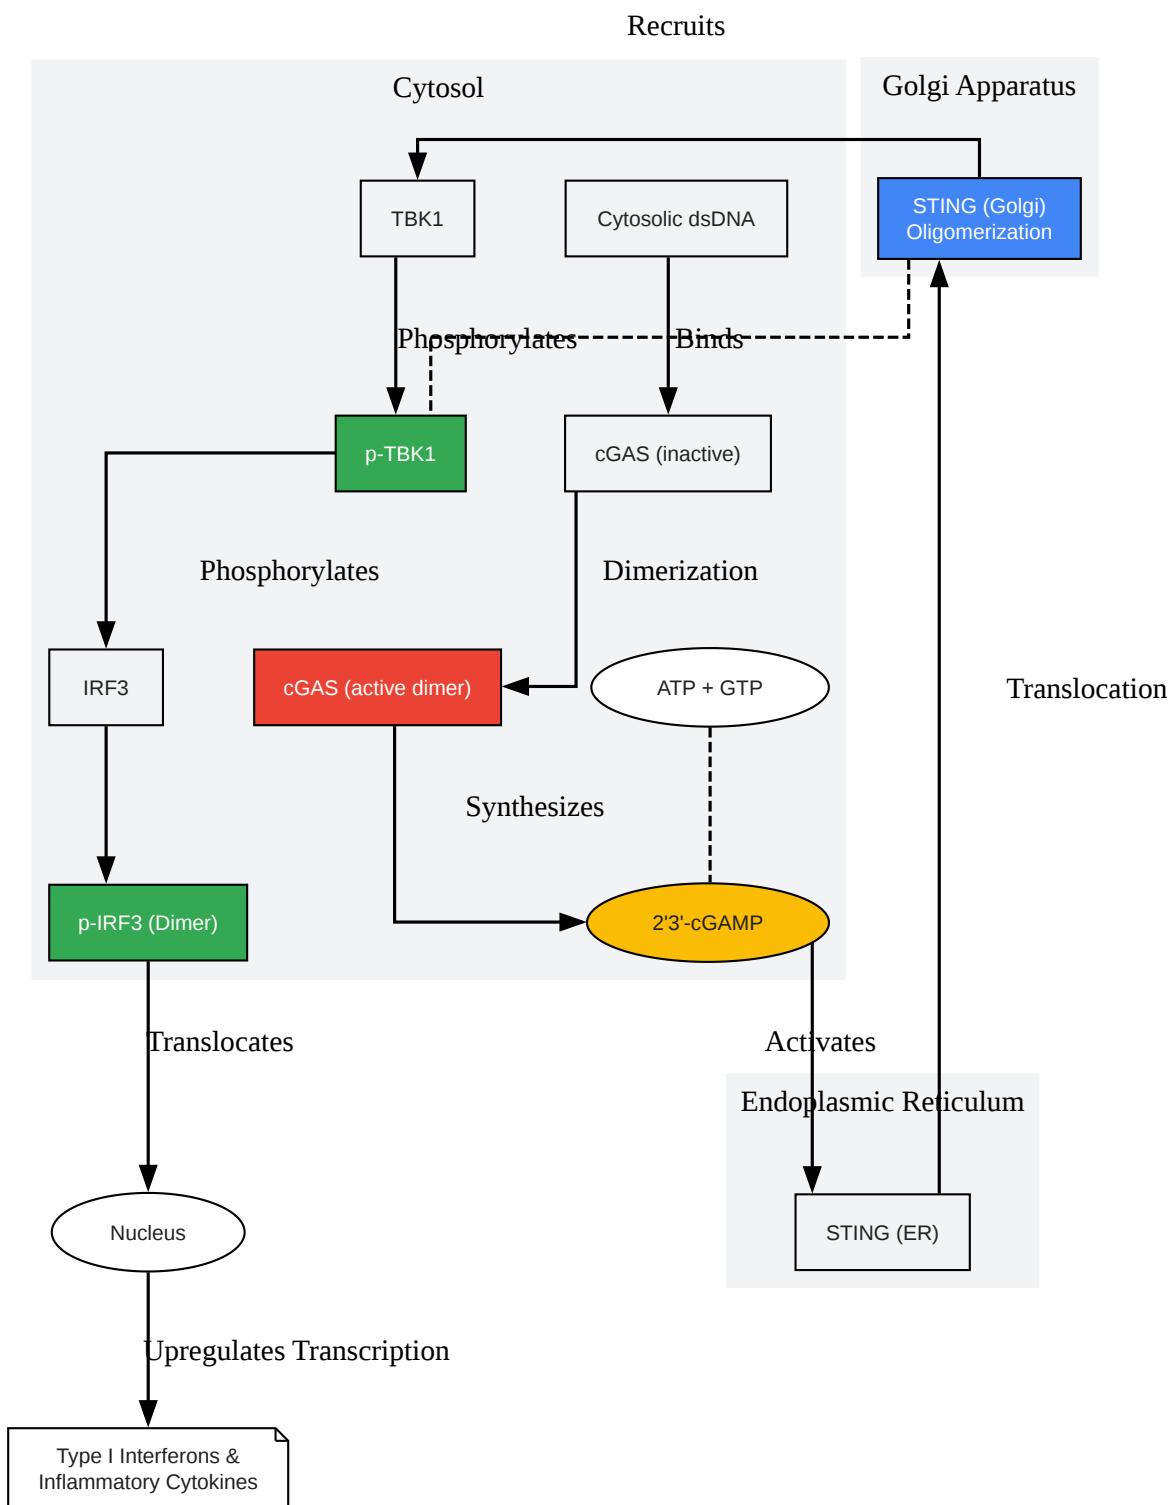 Recruits
Cytosol
Golgi Apparatus
TBK1
Cytosolic dsDNA
STING (Golgi)
Oligomerization
Phosphorylates
Binds
p-TBK1
cGAS (inactive)
Phosphorylates
Dimerization
IRF3
cGAS (active dimer)
ATP + GTP
Translocation
Synthesizes
p-IRF3 (Dimer)
2'3'-cGAMP
Translocates
Activates
Endoplasmic Reticulum
Nucleus
STING (ER)
Upregulates Transcription
Type I Interferons &
Inflammatory Cytokines